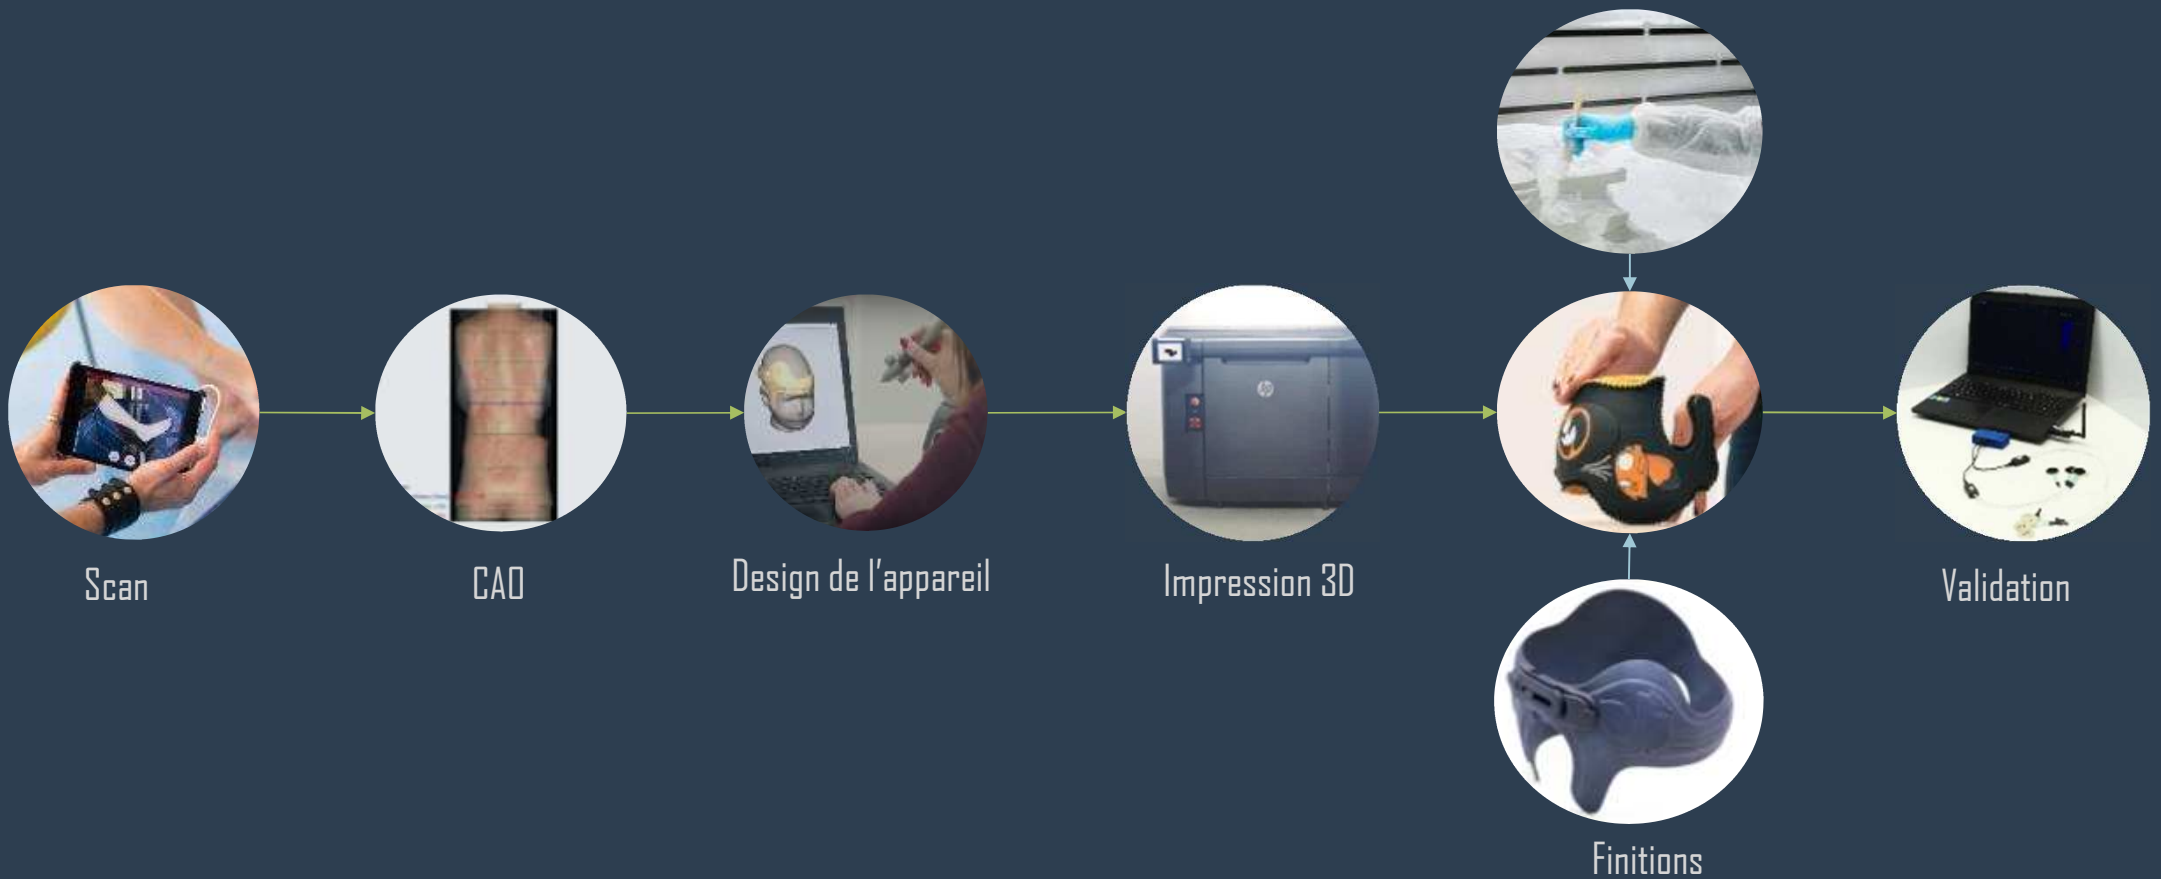 Scan
CAO
Design de l'appareil
Impression 3D
Validation
Finitions